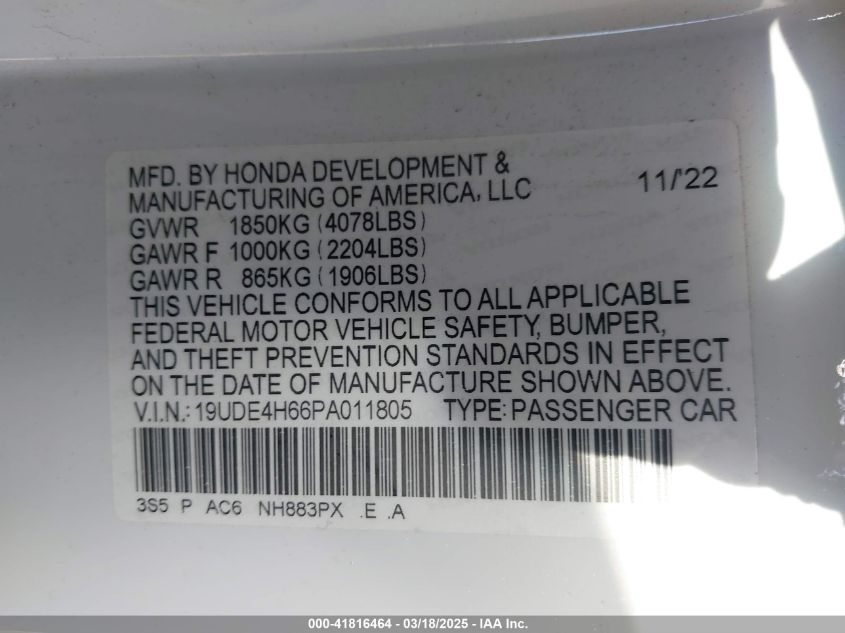 MFD. BY HONDA DEVELOPMENT &
MANUFACTURING OF AMERICA, LLC 11/'22
GVWR 1850KG (4078LBS)
GAWR F 1000KG (2204LBS)
GAWR R 865KG (1906LBS)
THIS VEHICLE CONFORMS TO ALL APPLICABLE
FEDERAL MOTOR VEHICLE SAFETY, BUMPER,
AND THEFT PREVENTION STANDARDS IN EFFECT
ON THE DATE OF MANUFACTURE SHOWN ABOVE.
V.I.N.: 19UDE4H66PA011805 TYPE: PASSENGER CAR
3S5 P AC6 NH883PX .E .A
000-41816464 / 03/18/2025 - IAA Inc.